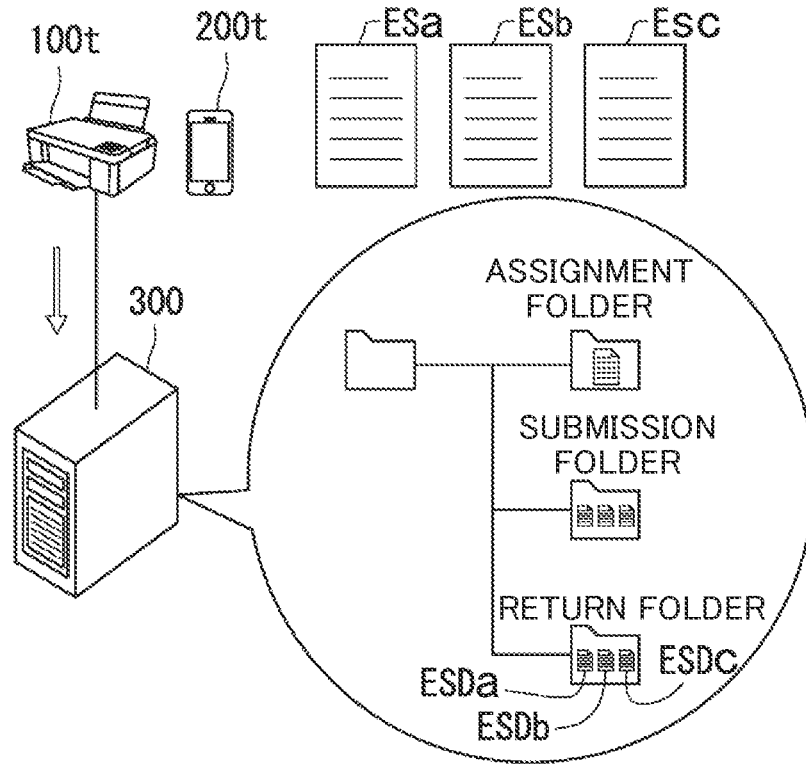 100t
200t
ESa
ESb
Esc
300
ASSIGNMENT
FOLDER
SUBMISSION
FOLDER
RETURN FOLDER
ESDa
ESDb
ESDc